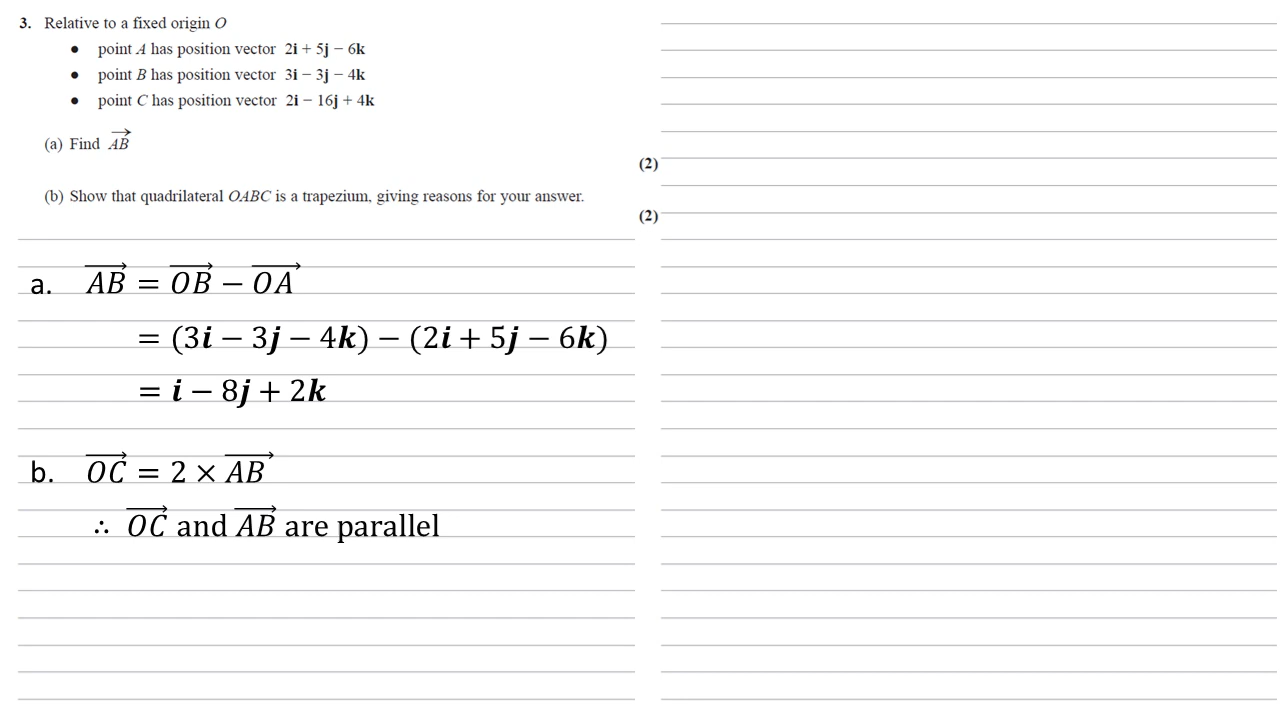 3. Relative to a fixed origin O
• point A has position vector 2i + 5j − 6k
• point B has position vector 3i − 3j − 4k
• point C has position vector 2i − 16j + 4k
(a) Find AB⃗
(2)
(b) Show that quadrilateral OABC is a trapezium, giving reasons for your answer.
(2)
a. AB⃗ = OB⃗ − OA⃗
= (3i − 3j − 4k) − (2i + 5j − 6k)
= i − 8j + 2k
b. OC⃗ = 2 × AB⃗
∴ OC⃗ and AB⃗ are parallel